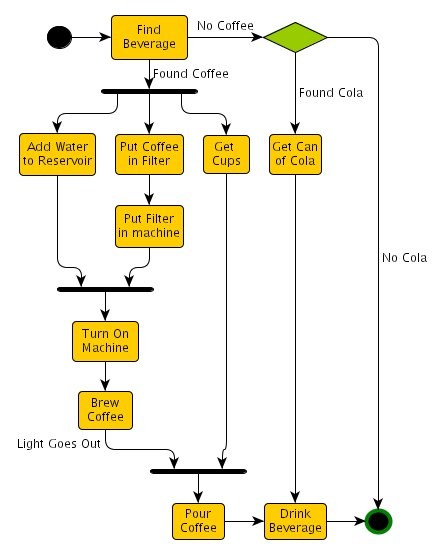 Find
Beverage
No Coffee
Found Coffee
Found Cola
Add Water
to Reservoir
Put Coffee
in Filter
Get
Cups
Get Can
of Cola
Put Filter
in machine
No Cola
Turn On
Machine
Brew
Coffee
Light Goes Out
Pour
Coffee
Drink
Beverage